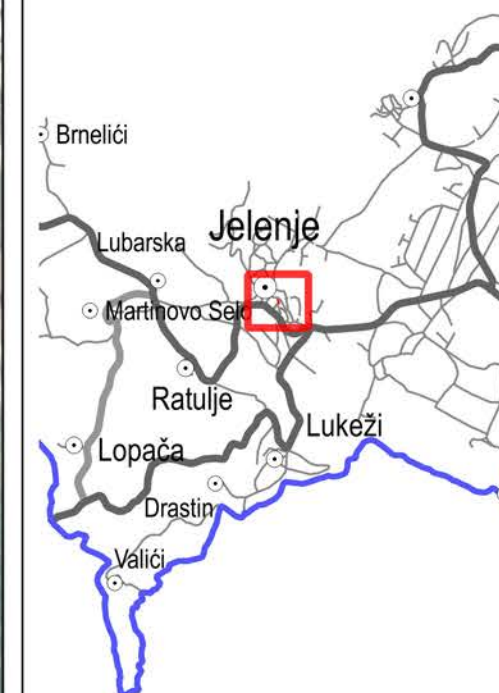 Brnelići
Jelenje
Lubarska
Martinovo Selo
Ratulje
Lukeži
Lopača
Drastin
Valići